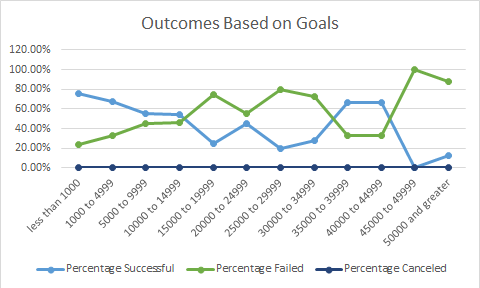 Outcomes Based on Goals
120.00%
100.00%
80.00%
60.00%
40.00%
20.00%
0.00%
less than 1000
1000 to 4999
5000 to 9999
10000 to 14999
15000 to 19999
20000 to 24999
25000 to 29999
30000 to 34999
35000 to 39999
40000 to 44999
45000 to 49999
50000 and greater
Percentage Successful Percentage Failed Percentage Canceled